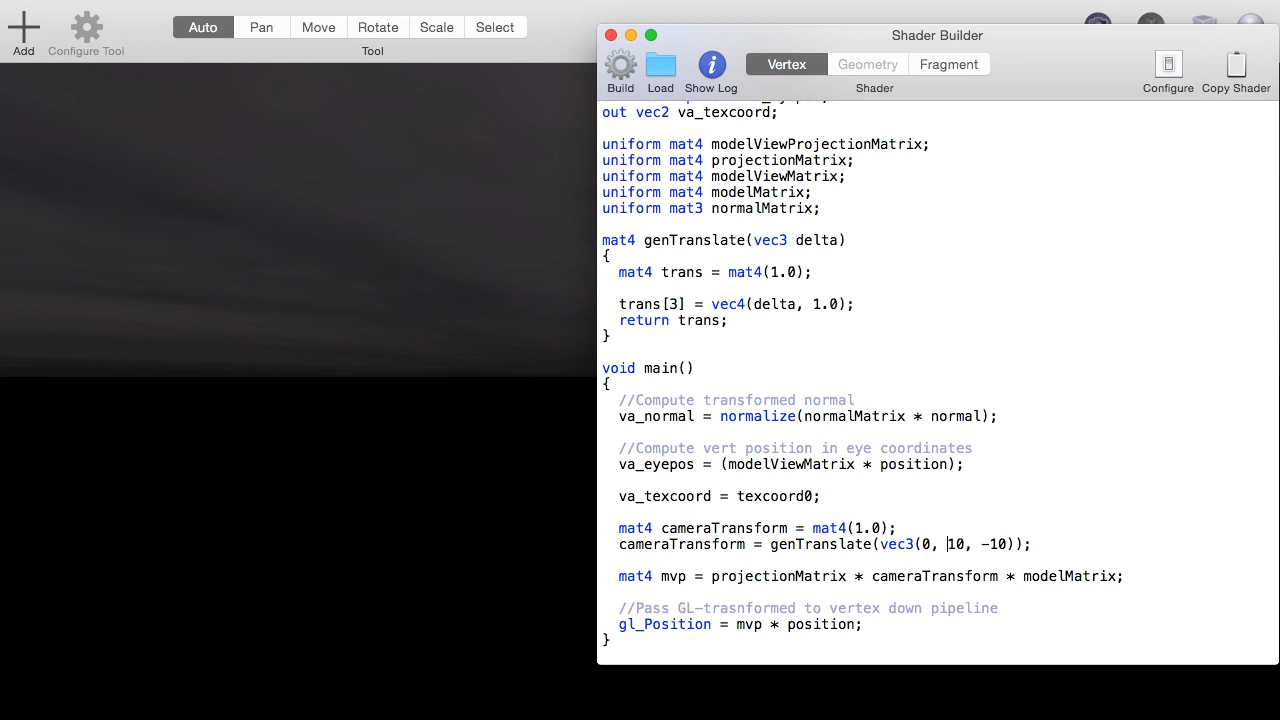 Auto Pan Move Rotate Scale Select
Add Configure Tool Tool
Shader Builder
Vertex Geometry Fragment
Build Load Show Log Shader Configure Copy Shader
out vec2 va_texcoord;
uniform mat4 modelViewProjectionMatrix;
uniform mat4 projectionMatrix;
uniform mat4 modelViewMatrix;
uniform mat4 modelMatrix;
uniform mat3 normalMatrix;
mat4 genTranslate(vec3 delta)
{
mat4 trans = mat4(1.0);
trans[3] = vec4(delta, 1.0);
return trans;
}
void main()
{
//Compute transformed normal
va_normal = normalize(normalMatrix * normal);
//Compute vert position in eye coordinates
va_eyepos = (modelViewMatrix * position);
va_texcoord = texcoord0;
mat4 cameraTransform = mat4(1.0);
cameraTransform = genTranslate(vec3(0, 10, -10));
mat4 mvp = projectionMatrix * cameraTransform * modelMatrix;
//Pass GL-trasnformed to vertex down pipeline
gl_Position = mvp * position;
}